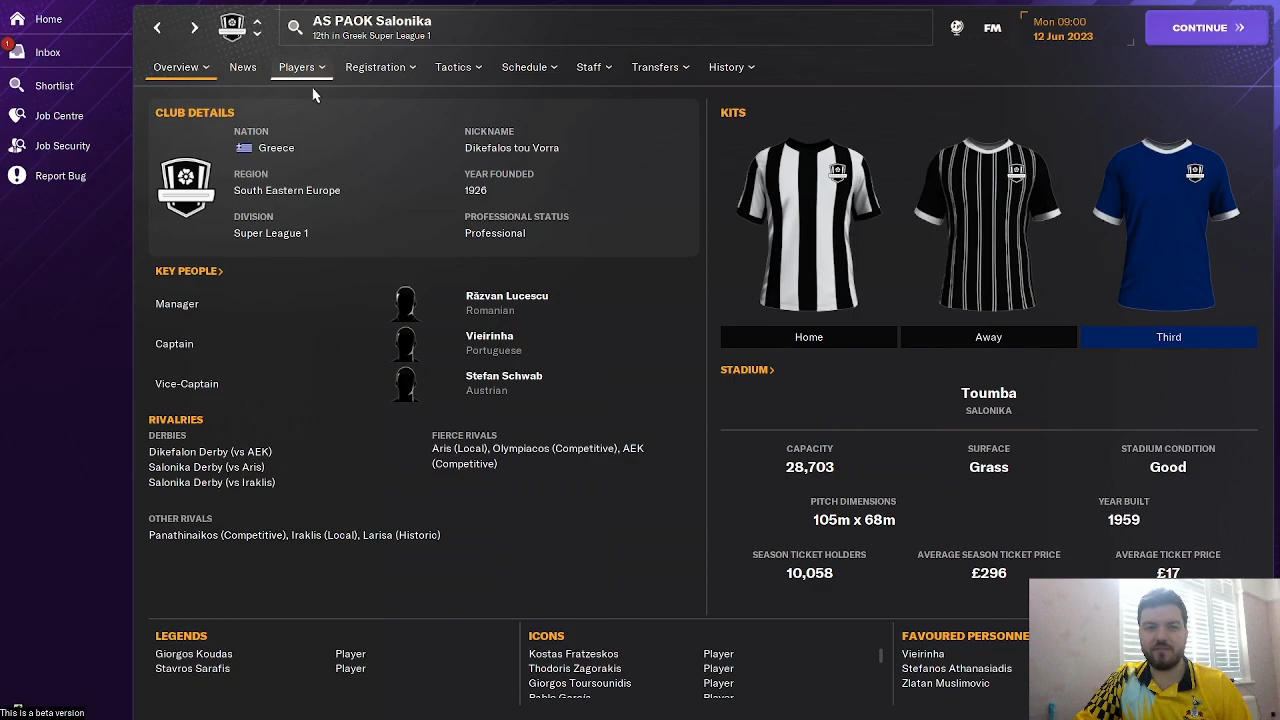 Home
1
Inbox
Shortlist
Job Centre
Job Security
Report Bug
AS PAOK Salonika
12th in Greek Super League 1
FM
Mon 09:00
12 Jun 2023
CONTINUE
Overview
News
Players
Registration
Tactics
Schedule
Staff
Transfers
History
CLUB DETAILS
NATION
Greece
NICKNAME
Dikefalos tou Vorra
REGION
South Eastern Europe
YEAR FOUNDED
1926
DIVISION
Super League 1
PROFESSIONAL STATUS
Professional
KEY PEOPLE
Manager
Răzvan Lucescu
Romanian
Captain
Vieirinha
Portuguese
Vice-Captain
Stefan Schwab
Austrian
RIVALRIES
DERBIES
Dikefalon Derby (vs AEK)
Salonika Derby (vs Aris)
Salonika Derby (vs Iraklis)
FIERCE RIVALS
Aris (Local), Olympiacos (Competitive), AEK
(Competitive)
OTHER RIVALS
Panathinaikos (Competitive), Iraklis (Local), Larisa (Historic)
KITS
Home
Away
Third
STADIUM
Toumba
SALONIKA
CAPACITY
28,703
SURFACE
Grass
STADIUM CONDITION
Good
PITCH DIMENSIONS
105m x 68m
YEAR BUILT
1959
SEASON TICKET HOLDERS
10,058
AVERAGE SEASON TICKET PRICE
£296
AVERAGE TICKET PRICE
£17
LEGENDS
Giorgos Koudas Player
Stavros Sarafis Player
ICONS
Kostas Fratzeskos Player
Thodoris Zagorakis Player
Giorgos Toursounidis Player
Pablo García Player
FAVOURED PERSONNE
Vieirinha
Stefanos Athanasiadis
Zlatan Muslimovic
This is a beta version